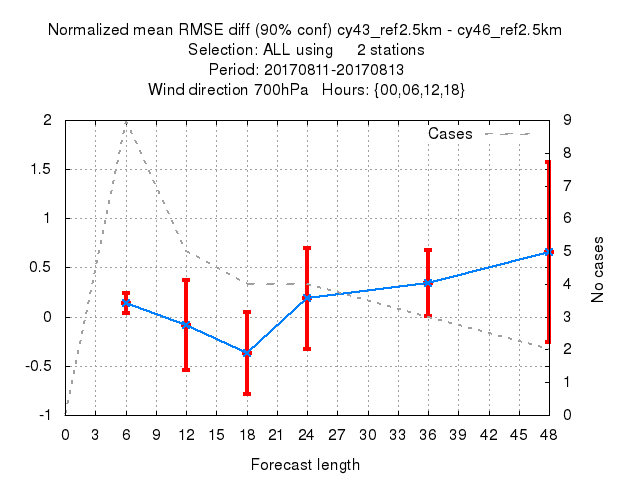 Normalized mean RMSE diff (90% conf) cy43_ref2.5km - cy46_ref2.5km
Selection: ALL using     2 stations
Period: 20170811-20170813
Wind direction 700hPa   Hours: {00,06,12,18}
Cases
2
1.5
1
0.5
0
-0.5
-1
9
8
7
6
5
4
3
2
1
0
No cases
0 3 6 9 12 15 18 21 24 27 30 33 36 39 42 45 48
Forecast length